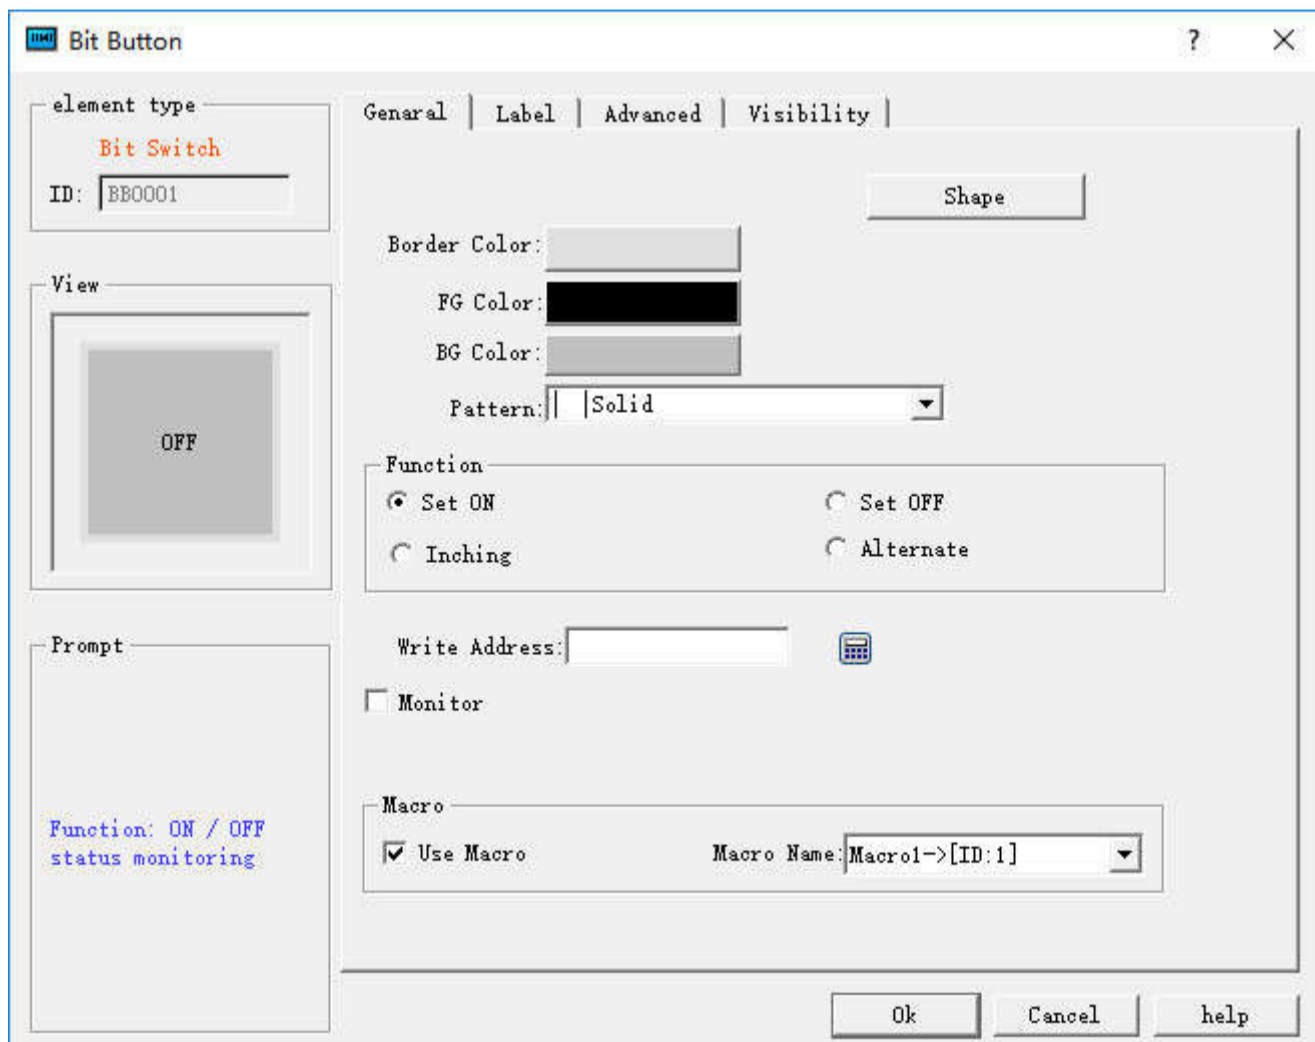 Bit Button
?
element type
Bit Switch
ID: BB0001
View
OFF
Prompt
Function: ON / OFF
status monitoring
Genaral
Label
Advanced
Visibility
Shape
Border Color:
FG Color:
BG Color:
Pattern: Solid
Function
Set ON
Set OFF
Inching
Alternate
Write Address:
Monitor
Macro
Use Macro
Macro Name: Macro1->[ID:1]
Ok
Cancel
help